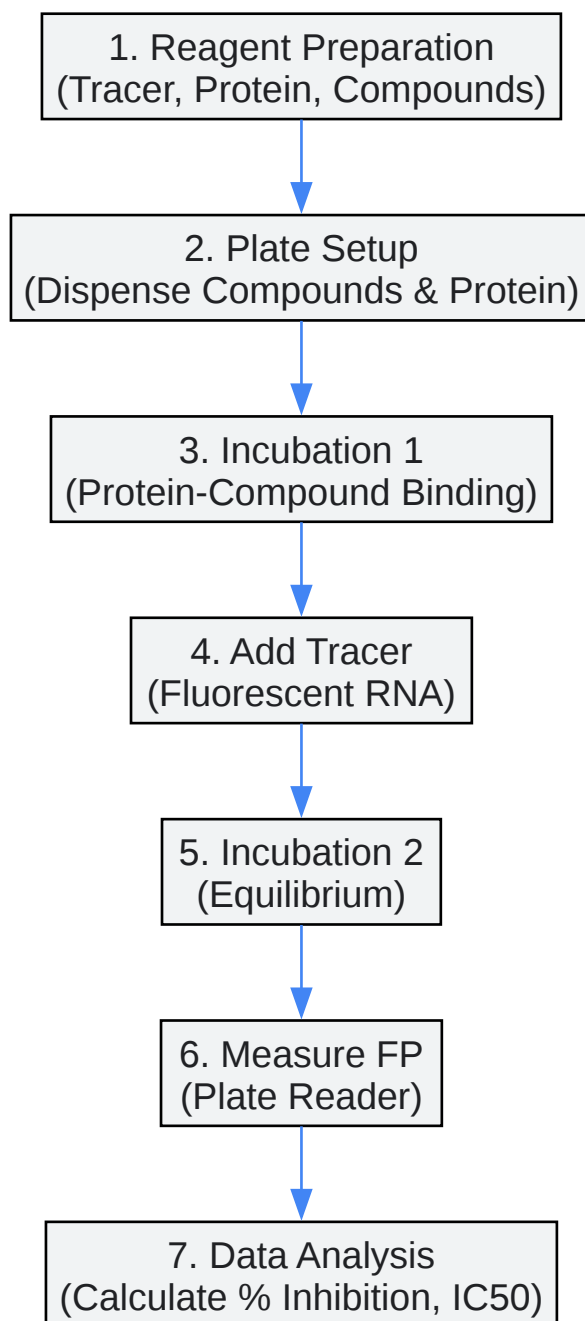 1. Reagent Preparation
(Tracer, Protein, Compounds)
2. Plate Setup
(Dispense Compounds & Protein)
3. Incubation 1
(Protein-Compound Binding)
4. Add Tracer
(Fluorescent RNA)
5. Incubation 2
(Equilibrium)
6. Measure FP
(Plate Reader)
7. Data Analysis
(Calculate % Inhibition, IC50)